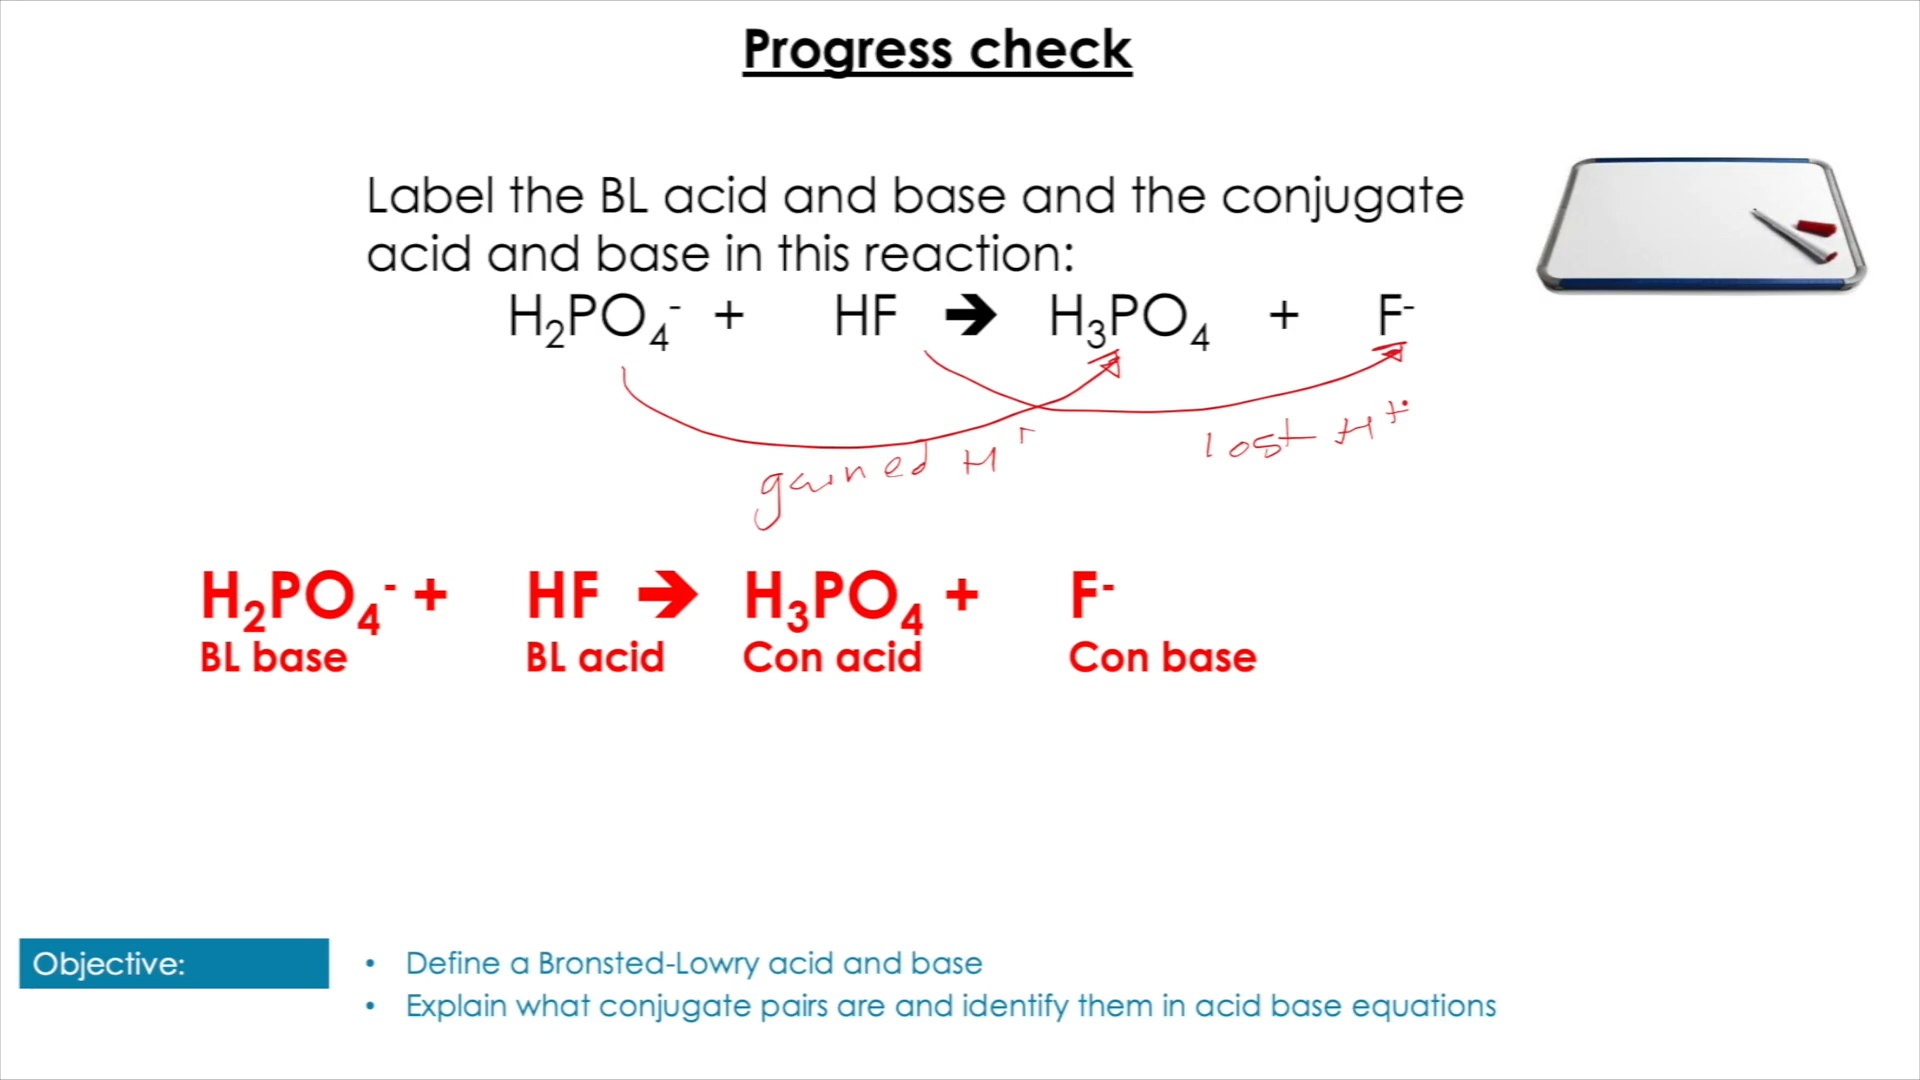 Progress check
Label the BL acid and base and the conjugate
acid and base in this reaction:
H₂PO₄⁻ + HF ➔ H₃PO₄ + F⁻
gained H⁺
lost H⁺
H₂PO₄⁻ + HF ➔ H₃PO₄ + F⁻
BL base BL acid Con acid Con base
Objective:
• Define a Bronsted-Lowry acid and base
• Explain what conjugate pairs are and identify them in acid base equations